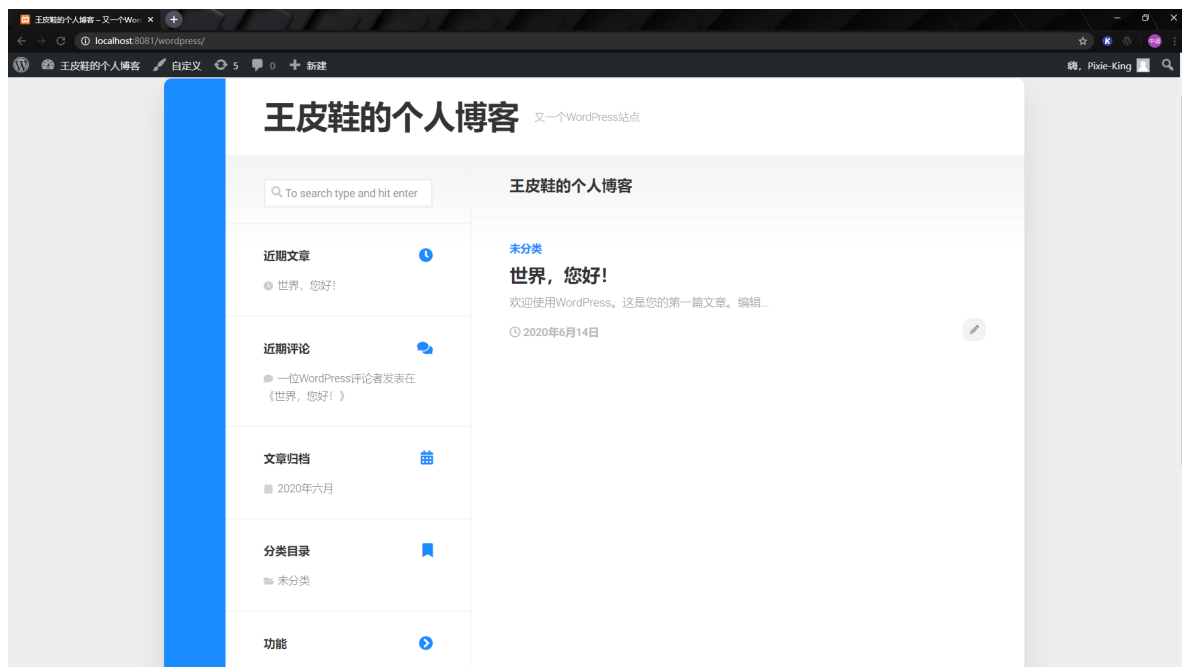 王皮鞋的个人博客 – 又一个Wor
localhost:8081/wordpress/
王皮鞋的个人博客 自定义 5 0 新建 嗨，Pixie-King
王皮鞋的个人博客 又一个WordPress站点
To search type and hit enter
近期文章
世界，您好！
近期评论
一位WordPress评论者发表在
《世界，您好！》
文章归档
2020年六月
分类目录
未分类
功能
王皮鞋的个人博客
未分类
世界，您好！
欢迎使用WordPress。这是您的第一篇文章。编辑...
2020年6月14日